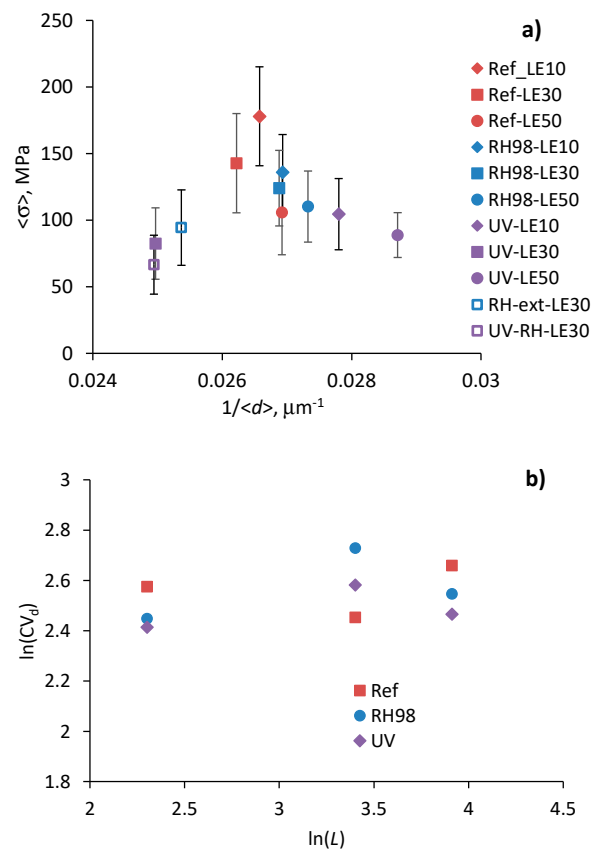 a)
250
200
150
100
50
0
<σ>, MPa
0.024 0.026 0.028 0.03
1/<d>, μm⁻¹
Ref_LE10
Ref-LE30
Ref-LE50
RH98-LE10
RH98-LE30
RH98-LE50
UV-LE10
UV-LE30
UV-LE50
RH-ext-LE30
UV-RH-LE30
b)
3
2.8
2.6
2.4
2.2
2
1.8
ln(CVd)
2 2.5 3 3.5 4 4.5
ln(L)
Ref
RH98
UV